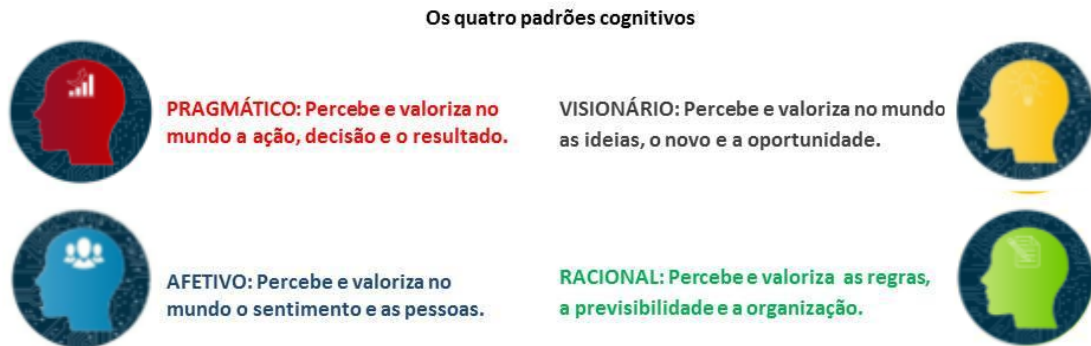 Os quatro padrões cognitivos
PRAGMÁTICO: Percebe e valoriza no
mundo a ação, decisão e o resultado.
VISIONÁRIO: Percebe e valoriza no mundo
as ideias, o novo e a oportunidade.
AFETIVO: Percebe e valoriza no
mundo o sentimento e as pessoas.
RACIONAL: Percebe e valoriza as regras,
a previsibilidade e a organização.